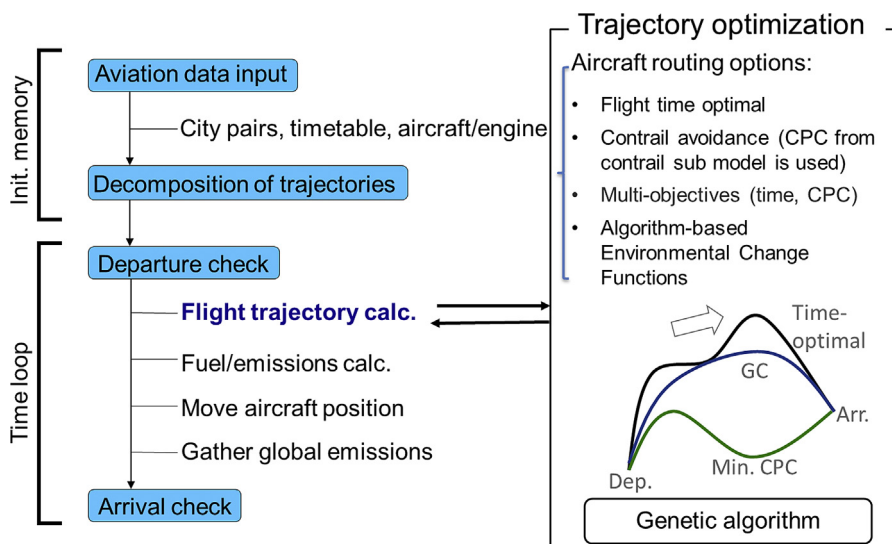 Init. memory
Aviation data input
City pairs, timetable, aircraft/engine
Decomposition of trajectories
Time loop
Departure check
Flight trajectory calc.
Fuel/emissions calc.
Move aircraft position
Gather global emissions
Arrival check
Trajectory optimization
Aircraft routing options:
• Flight time optimal
• Contrail avoidance (CPC from
contrail sub model is used)
• Multi-objectives (time, CPC)
• Algorithm-based
Environmental Change
Functions
Time-
optimal
GC
Arr.
Min. CPC
Dep.
Genetic algorithm